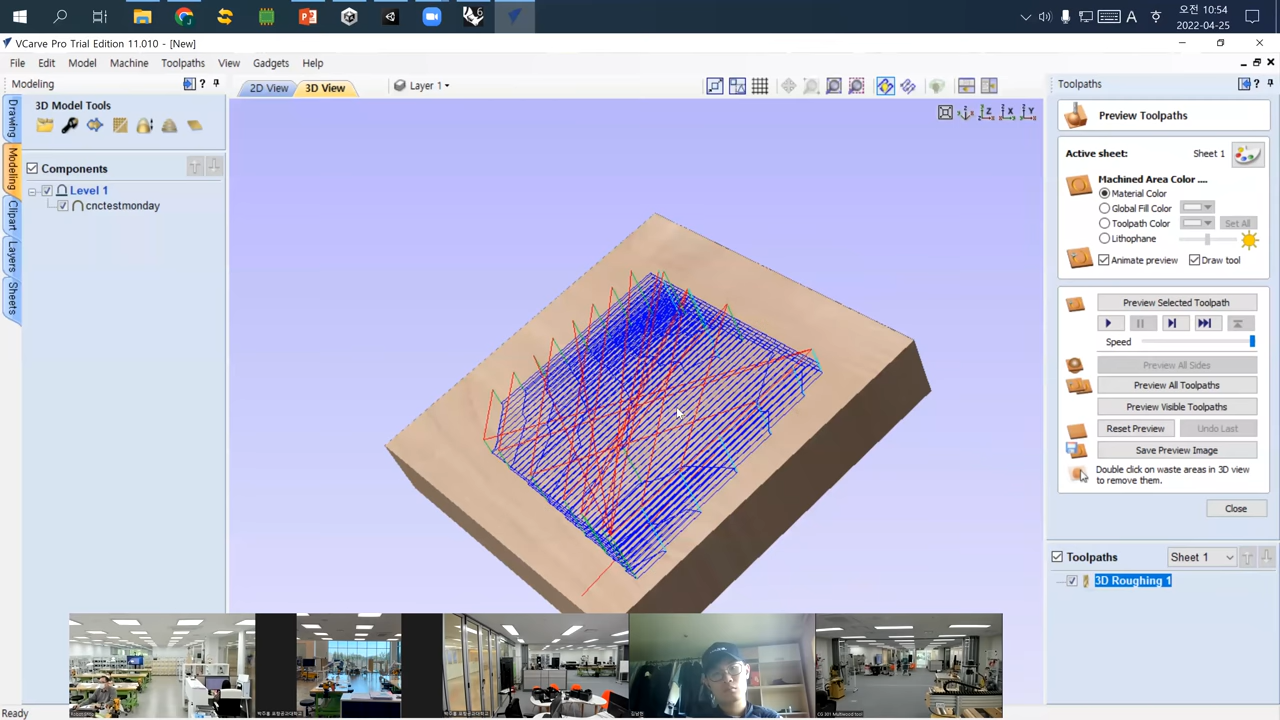 오전 10:54
2022-04-25
A
6
VCarve Pro Trial Edition 11.010 - [New]
File Edit Model Machine Toolpaths View Gadgets Help
Modeling
?
2D View
3D View
Layer 1
Toolpaths
?
3D Model Tools
Drawing
Modeling
Clipart
Layers
Sheets
Components
Level 1
cnctestmonday
Z X Y
Preview Toolpaths
Active sheet: Sheet 1
Machined Area Color ....
Material Color
Global Fill Color
Toolpath Color Set All
Lithophane
Animate preview Draw tool
Preview Selected Toolpath
Speed
Preview All Sides
Preview All Toolpaths
Preview Visible Toolpaths
Reset Preview Undo Last
Save Preview Image
Double click on waste areas in 3D view
to remove them.
Close
Toolpaths Sheet 1
3D Roughing 1
Ready